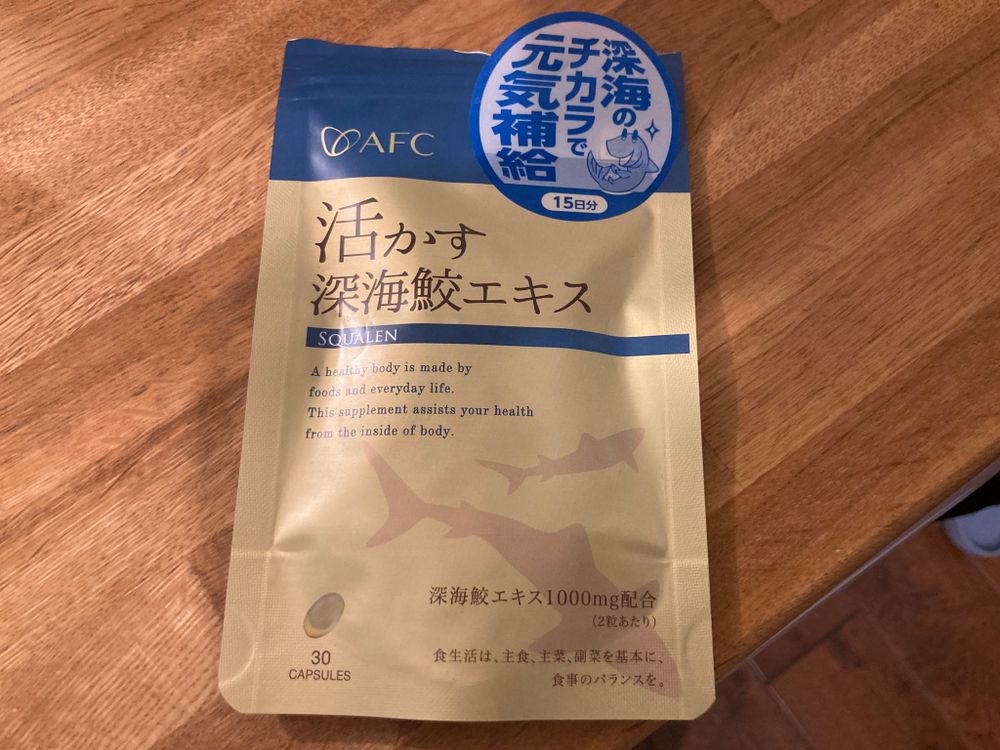 深海の
チカラで
元気補給
15日分
AFC
活かす
深海鮫エキス
SQUALEN
A healthy body is made by
foods and everyday life.
This supplement assists your health
from the inside of body.
深海鮫エキス1000mg配合
(2粒あたり)
30
CAPSULES
食生活は、主食、主菜、副菜を基本に、
食事のバランスを。